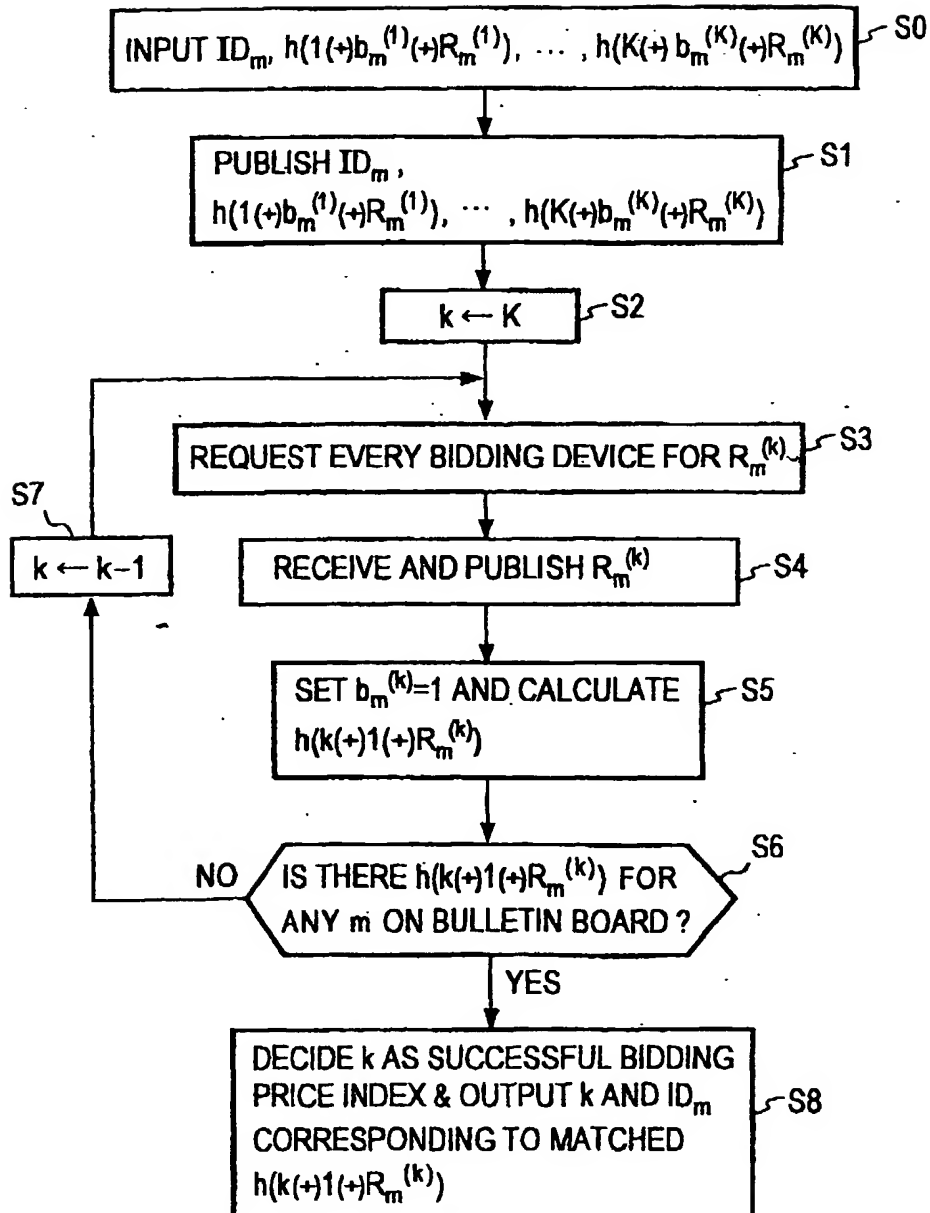 INPUT ID_m, h(1(+)b_m^(1)(+)R_m^(1)), ⋯ , h(K(+) b_m^(K)(+)R_m^(K))
S0
PUBLISH ID_m ,
S1
h(1(+)b_m^(1)(+)R_m^(1)), ⋯ , h(K(+)b_m^(K)(+)R_m^(K))
k ← K
S2
REQUEST EVERY BIDDING DEVICE FOR R_m^(k)
S3
S7
k ← k-1
RECEIVE AND PUBLISH R_m^(k)
S4
SET b_m^(k)=1 AND CALCULATE
S5
h(k(+)1(+)R_m^(k))
NO
IS THERE h(k(+)1(+)R_m^(k)) FOR
S6
ANY m ON BULLETIN BOARD ?
YES
DECIDE k AS SUCCESSFUL BIDDING
PRICE INDEX & OUTPUT k AND ID_m
S8
CORRESPONDING TO MATCHED
h(k(+)1(+)R_m^(k))